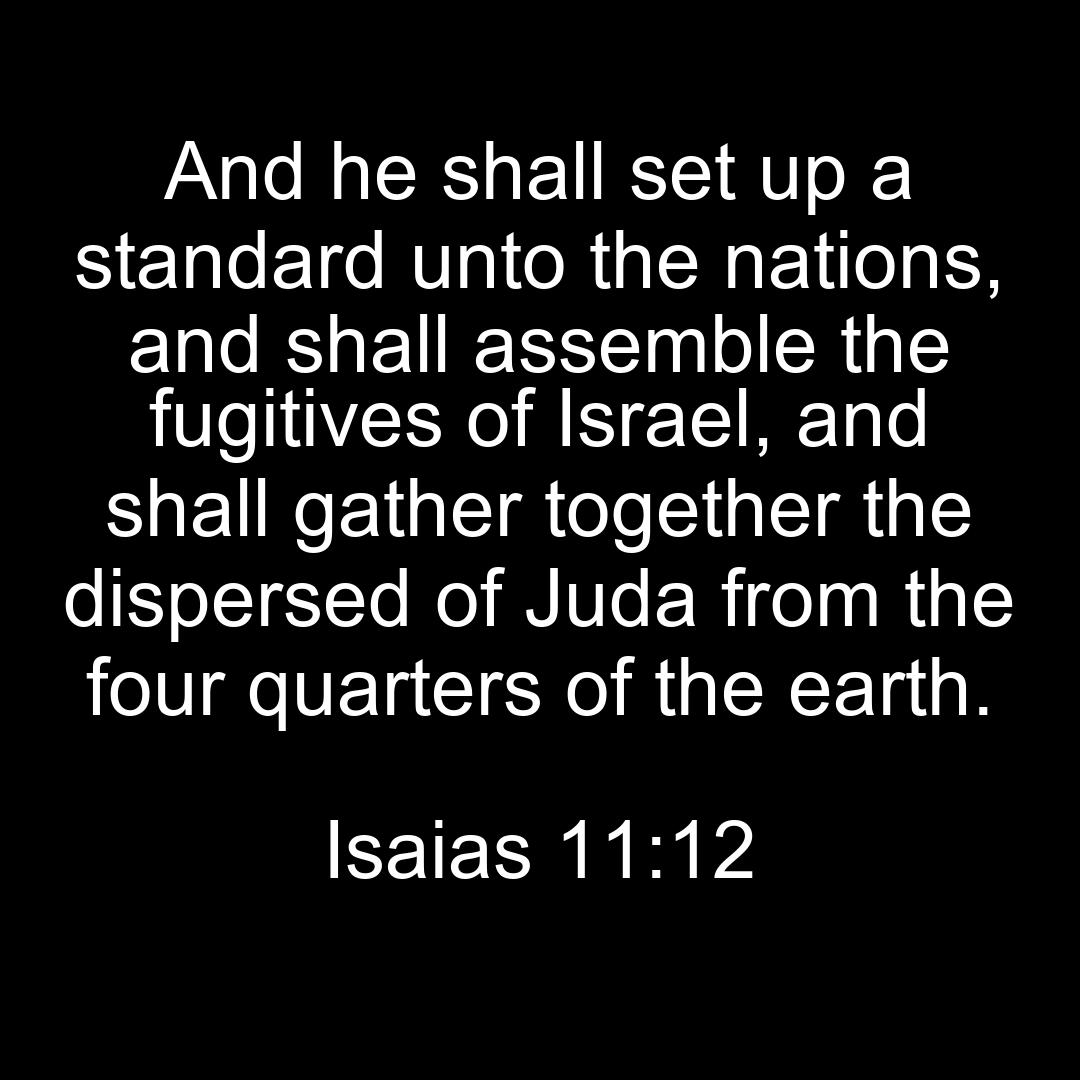 And he shall set up a
standard unto the nations,
and shall assemble the
fugitives of Israel, and
shall gather together the
dispersed of Juda from the
four quarters of the earth.
Isaias 11:12